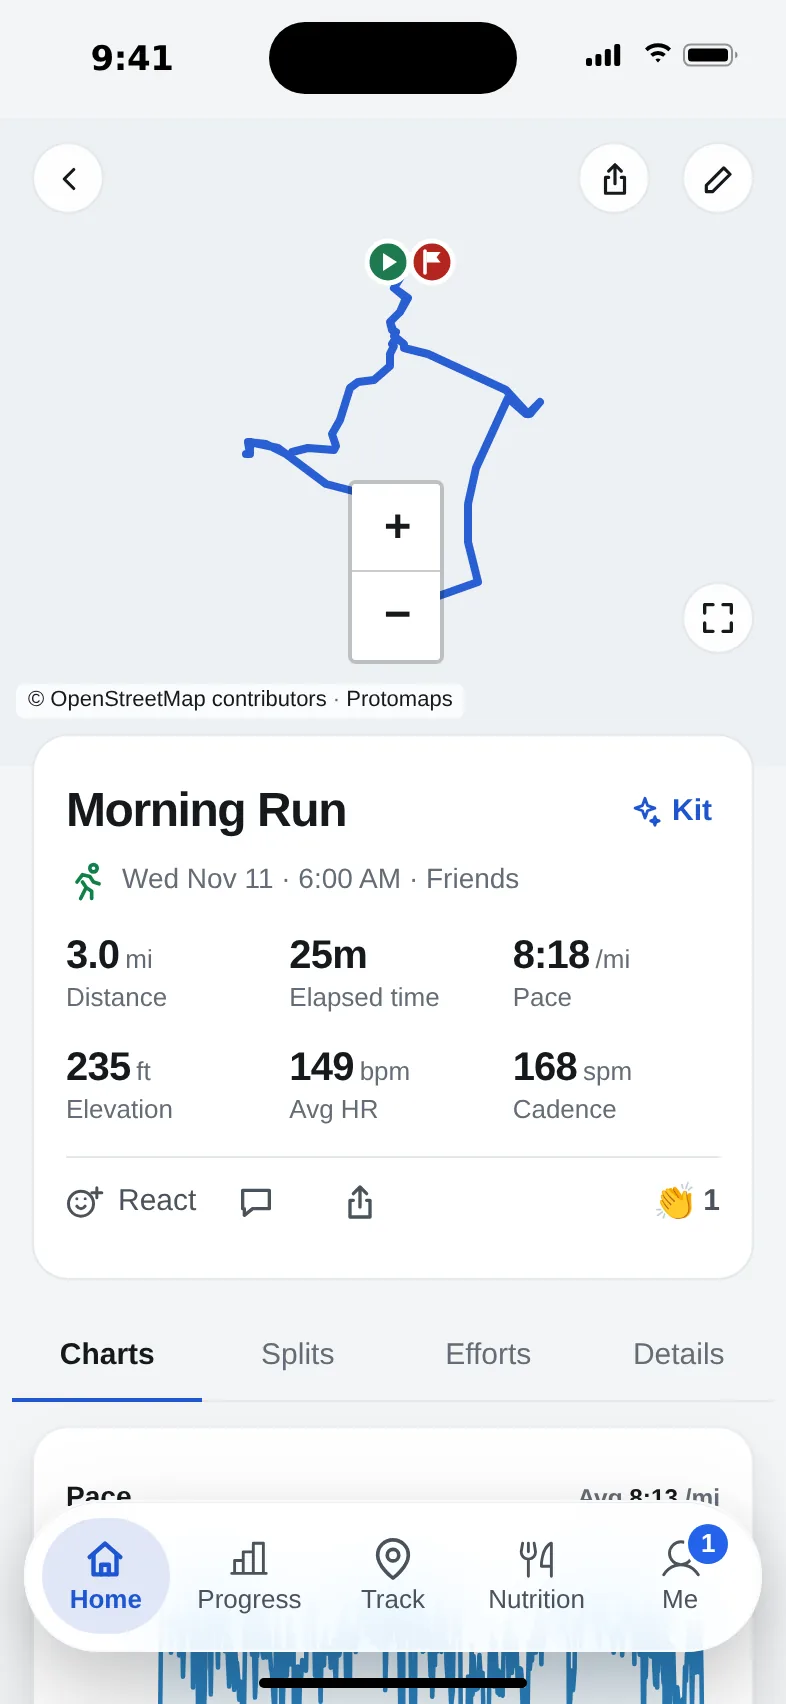 9:41
+
−
© OpenStreetMap contributors · Protomaps
Morning Run
Kit
Wed Nov 11 · 6:00 AM · Friends
3.0 mi 25m 8:18 /mi
Distance Elapsed time Pace
235 ft 149 bpm 168 spm
Elevation Avg HR Cadence
React 👏 1
Charts Splits Efforts Details
Pace Avg 8:13 /mi
1
Home Progress Track Nutrition Me